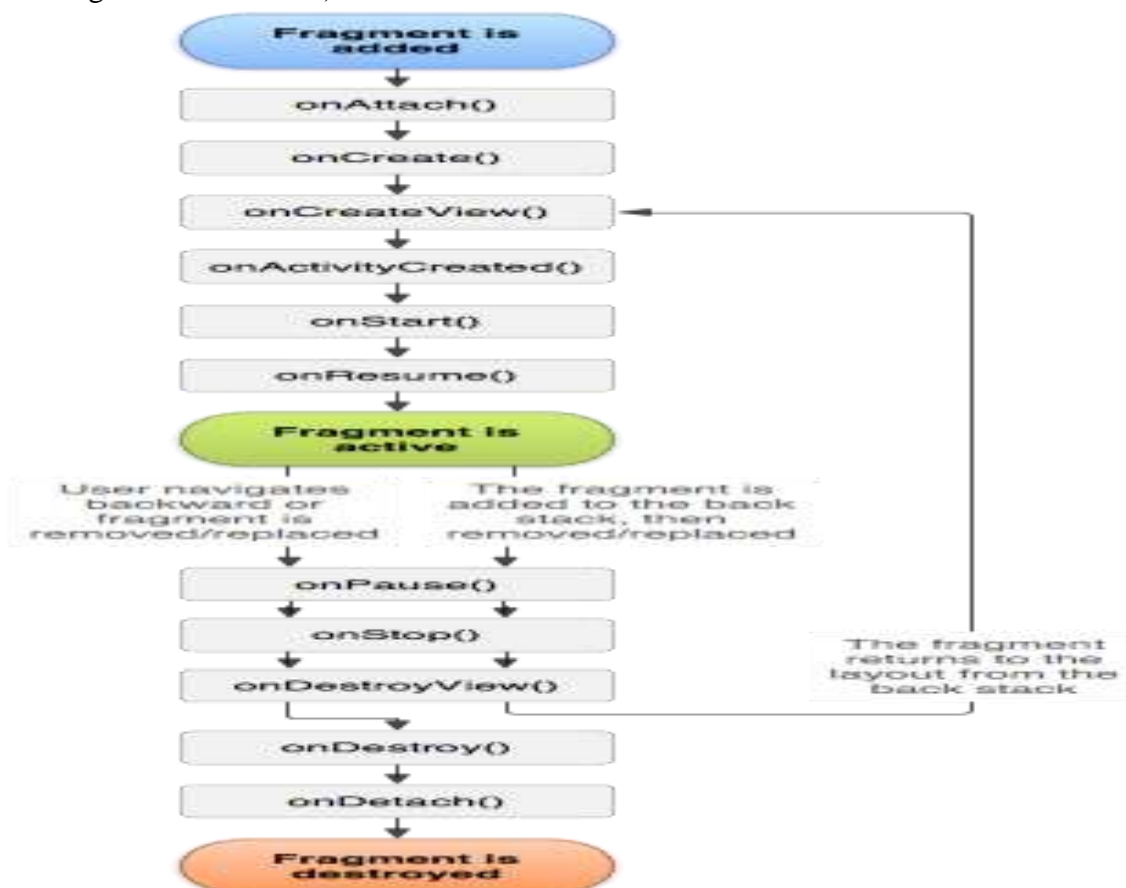 Fragment is
added
onAttach()
onCreate()
onCreateView()
onActivityCreated()
onStart()
onResume()
Fragment is
active
User navigates
backward or
fragment is
removed/replaced
The fragment is
added to the back
stack, then
removed/replaced
onPause()
onStop()
onDestroyView()
The fragment
returns to the
layout from the
back stack
onDestroy()
onDetach()
Fragment is
destroyed